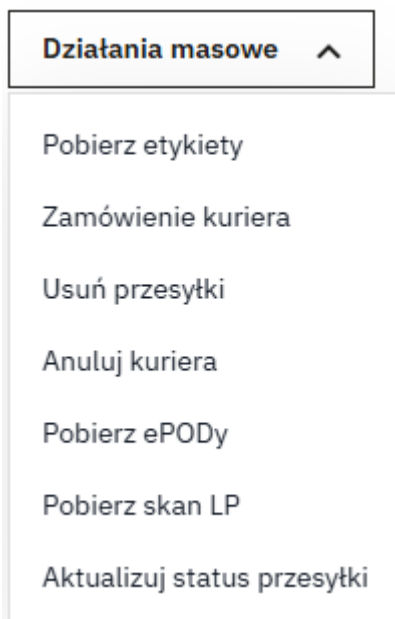 Działania masowe
Pobierz etykiety
Zamówienie kuriera
Usuń przesyłki
Anuluj kuriera
Pobierz ePODy
Pobierz skan LP
Aktualizuj status przesyłki